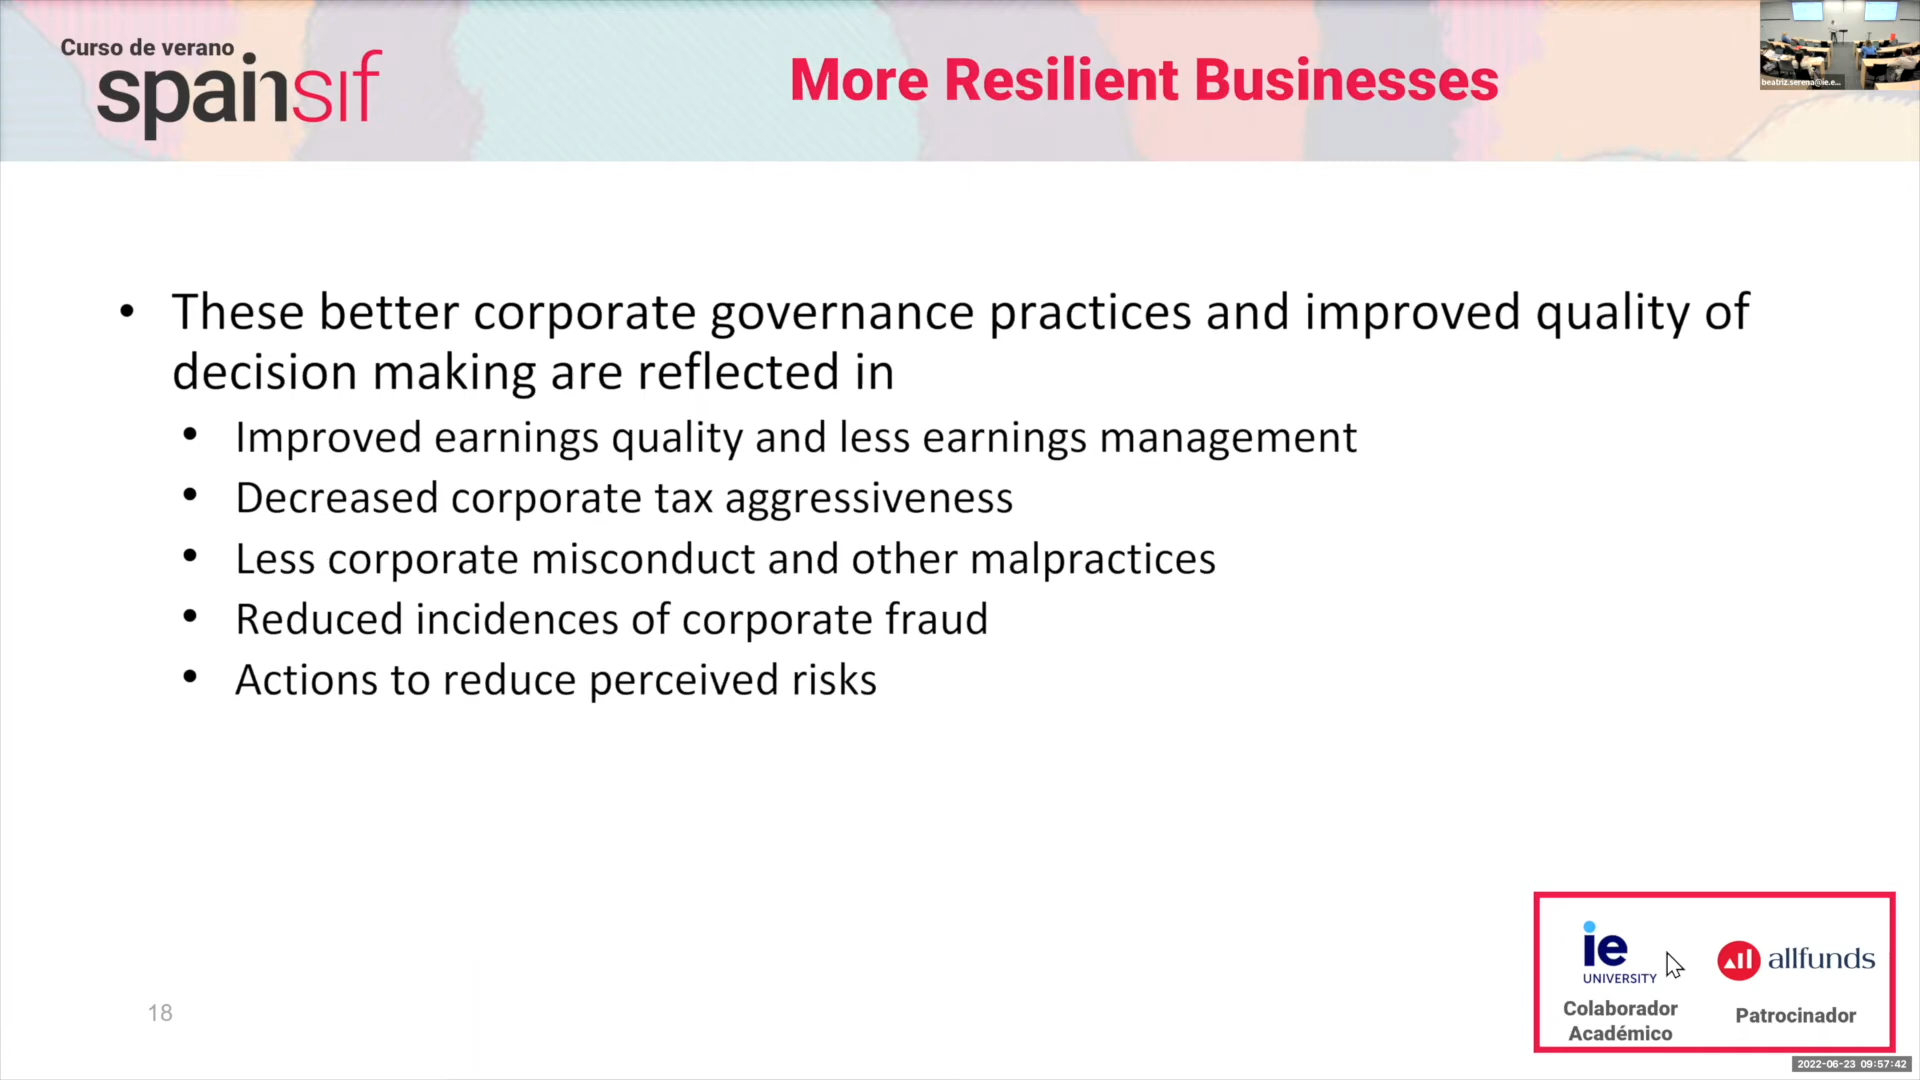 Curso de verano
spainsif
More Resilient Businesses
beatriz.serena@ie.e...
• These better corporate governance practices and improved quality of
decision making are reflected in
• Improved earnings quality and less earnings management
• Decreased corporate tax aggressiveness
• Less corporate misconduct and other malpractices
• Reduced incidences of corporate fraud
• Actions to reduce perceived risks
18
ie
UNIVERSITY
Colaborador
Académico
allfunds
Patrocinador
2022-06-23 09:57:42